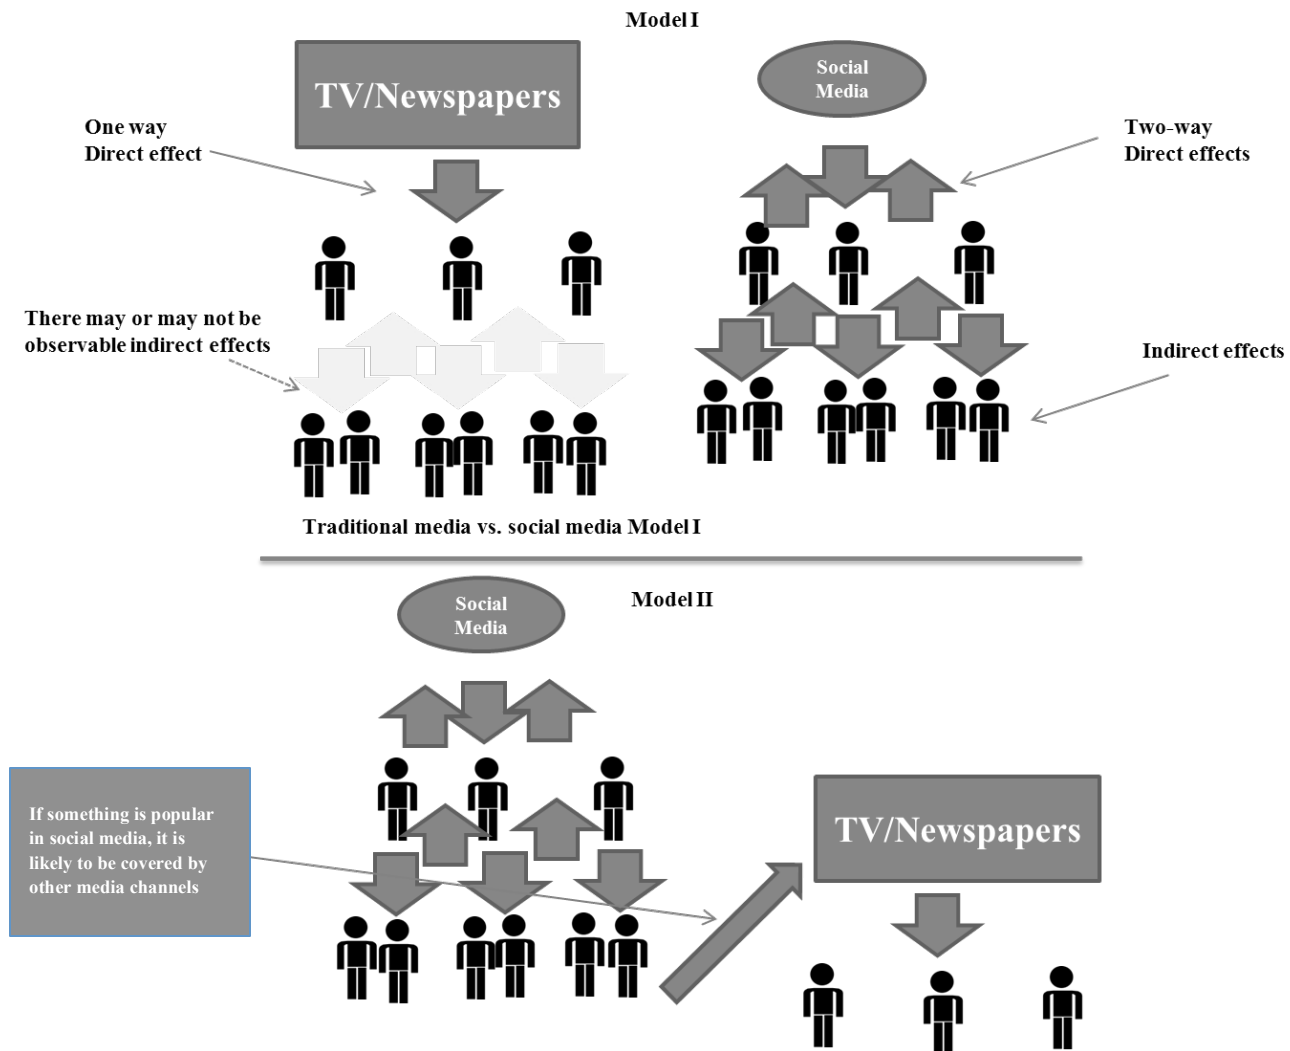 Model I
TV/Newspapers
Social
Media
One way
Direct effect
Two-way
Direct effects
There may or may not be
observable indirect effects
Indirect effects
Traditional media vs. social media Model I
Model II
Social
Media
If something is popular
in social media, it is
likely to be covered by
other media channels
TV/Newspapers